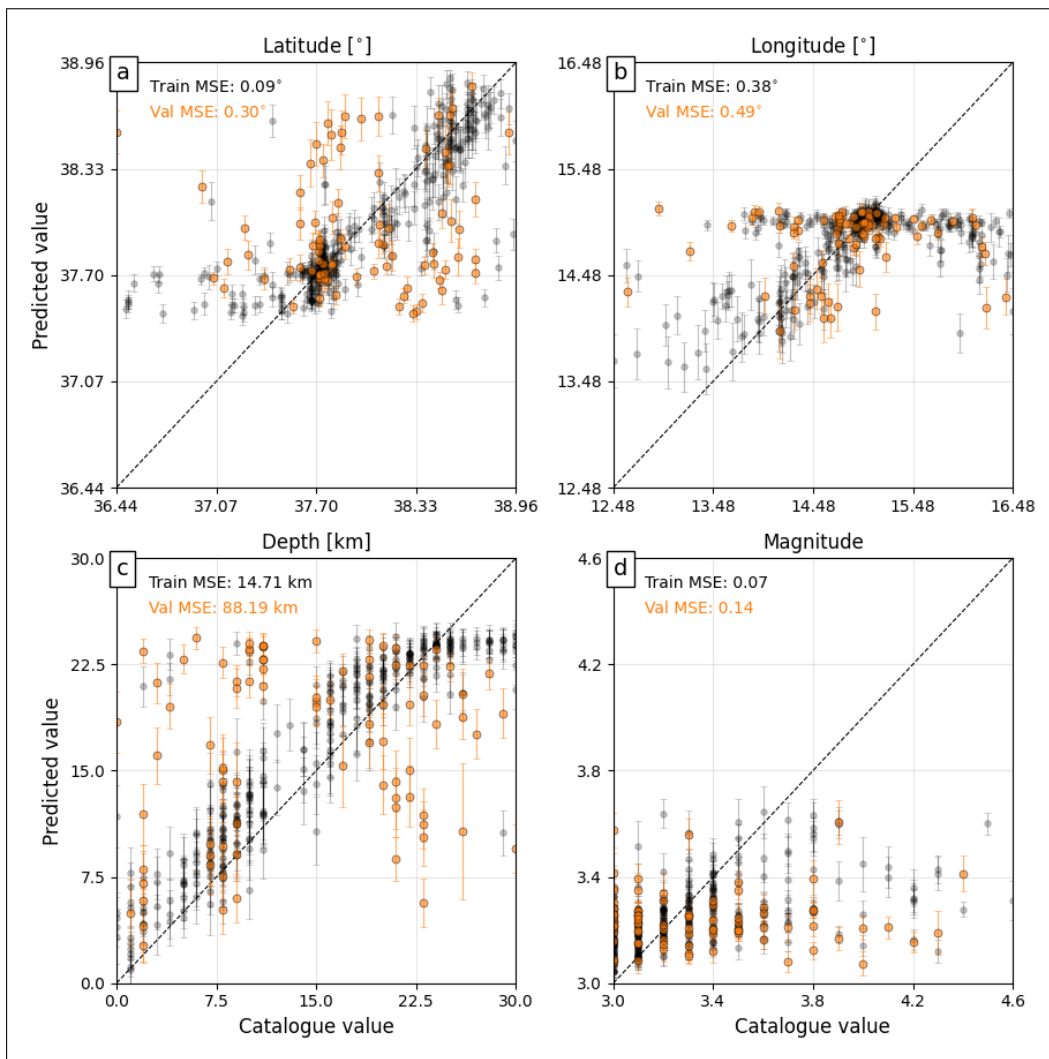 Latitude [°]
a
Train MSE: 0.09°
Val MSE: 0.30°
38.96
38.33
37.70
37.07
36.44
36.44 37.07 37.70 38.33 38.96
Predicted value
Longitude [°]
b
Train MSE: 0.38°
Val MSE: 0.49°
16.48
15.48
14.48
13.48
12.48
12.48 13.48 14.48 15.48 16.48
Depth [km]
c
Train MSE: 14.71 km
Val MSE: 88.19 km
30.0
22.5
15.0
7.5
0.0
0.0 7.5 15.0 22.5 30.0
Predicted value
Catalogue value
Magnitude
d
Train MSE: 0.07
Val MSE: 0.14
4.6
4.2
3.8
3.4
3.0
3.0 3.4 3.8 4.2 4.6
Catalogue value